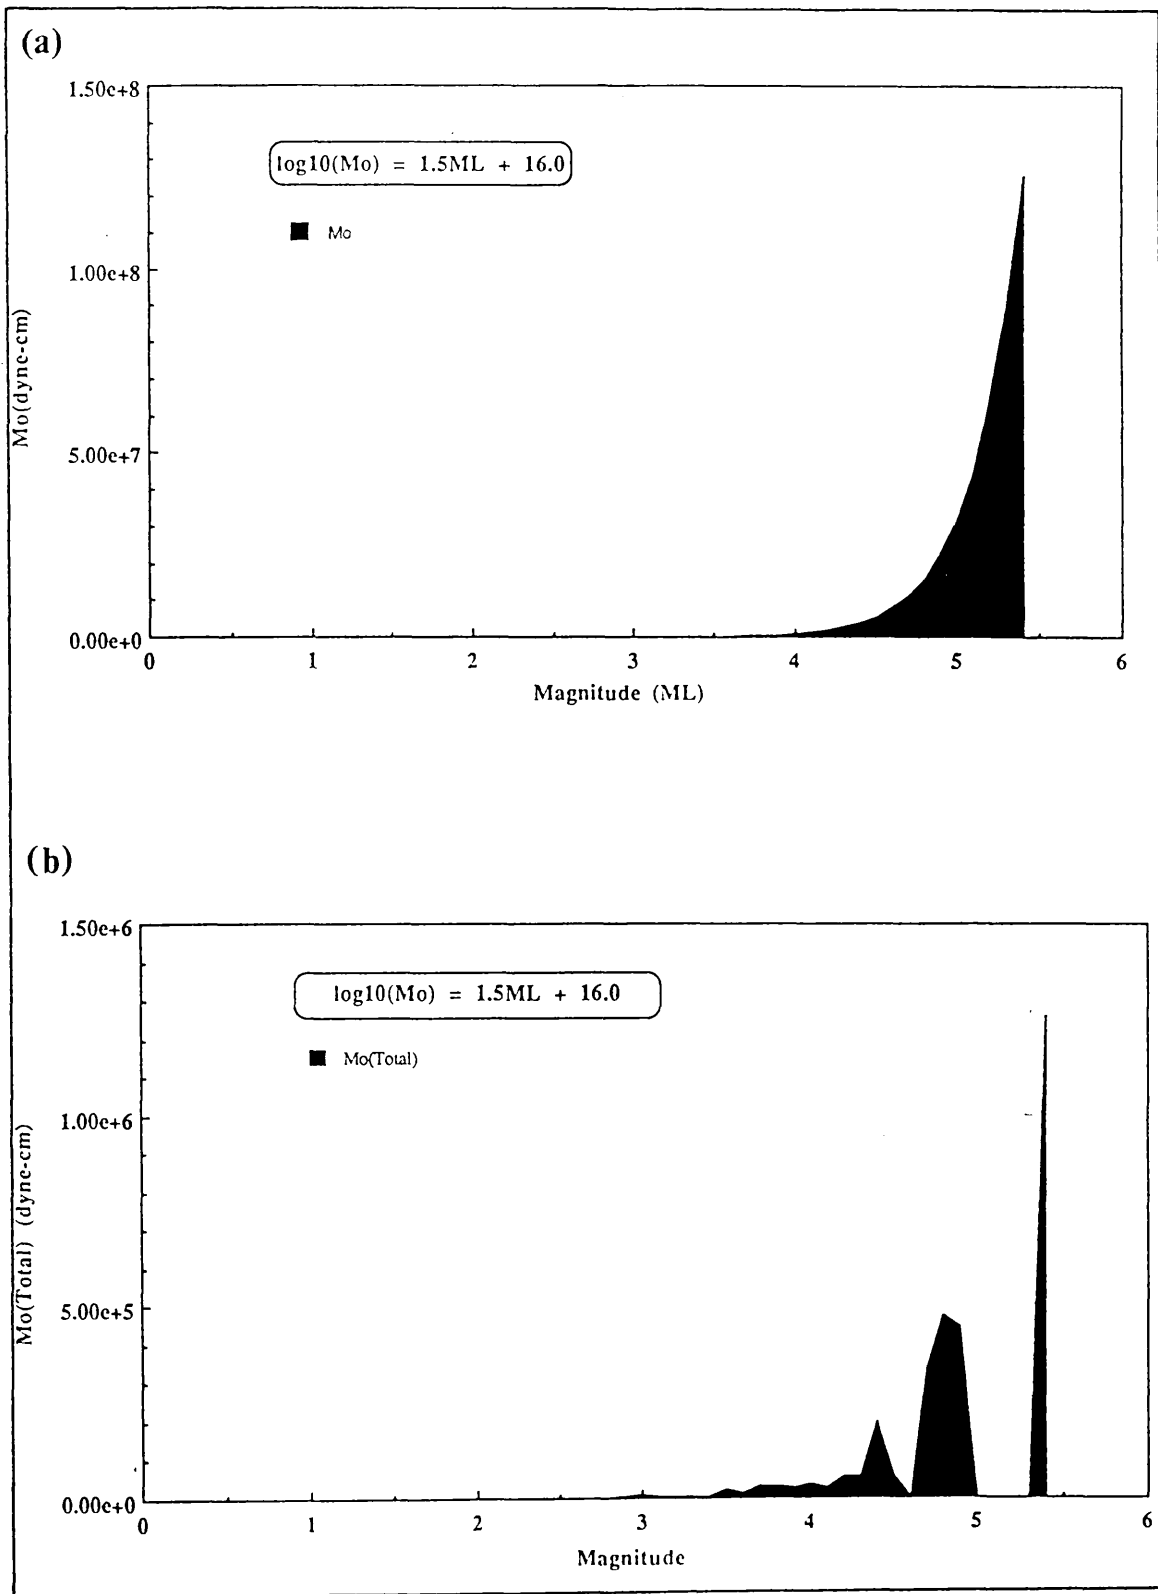 (a)
1.50e+8
log10(Mo) = 1.5ML + 16.0
Mo
1.00e+8
Mo(dyne-cm)
5.00e+7
0.00e+0
0 1 2 3 4 5 6
Magnitude (ML)
(b)
1.50e+6
log10(Mo) = 1.5ML + 16.0
Mo(Total)
1.00e+6
Mo(Total) (dyne-cm)
5.00e+5
0.00e+0
0 1 2 3 4 5 6
Magnitude